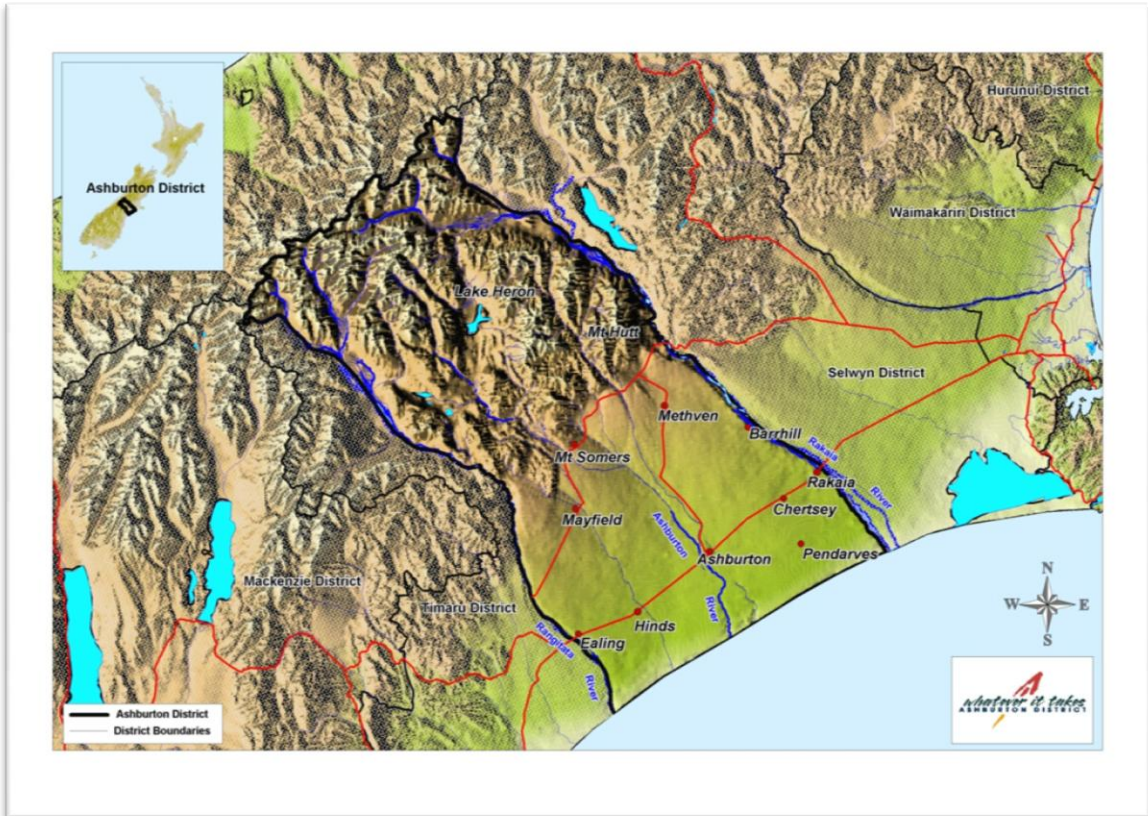 Ashburton District
Hurunui District
Waimakariri District
Lake Heron
Mt Hutt
Selwyn District
Methven
Barrhill
Rakaia
River
Mt Somers
Rakaia
Chertsey
Mayfield
Ashburton
River
Ashburton
Pendarves
Mackenzie District
Timaru District
Hinds
Ealing
Rangitata
River
N
W E
S
Ashburton District
District Boundaries
whatever it takes
ASHBURTON DISTRICT